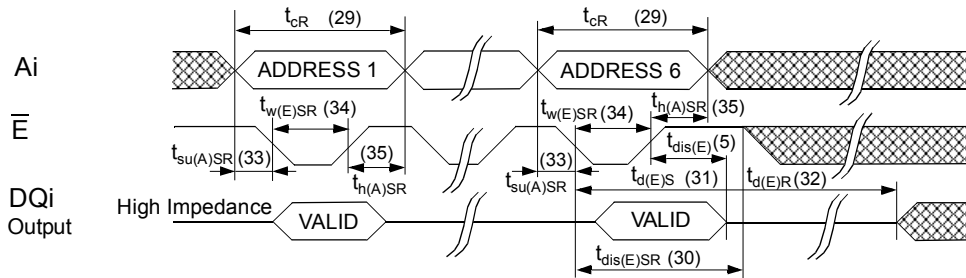 tcR (29) tcR (29)
Ai ADDRESS 1 ADDRESS 6
tw(E)SR (34) tw(E)SR (34) th(A)SR (35)
E
tsu(A)SR (33) (35) (33) tdis(E) (5)
th(A)SR tsu(A)SR td(E)S (31) td(E)R (32)
DQi High Impedance VALID VALID
Output
tdis(E)SR (30)